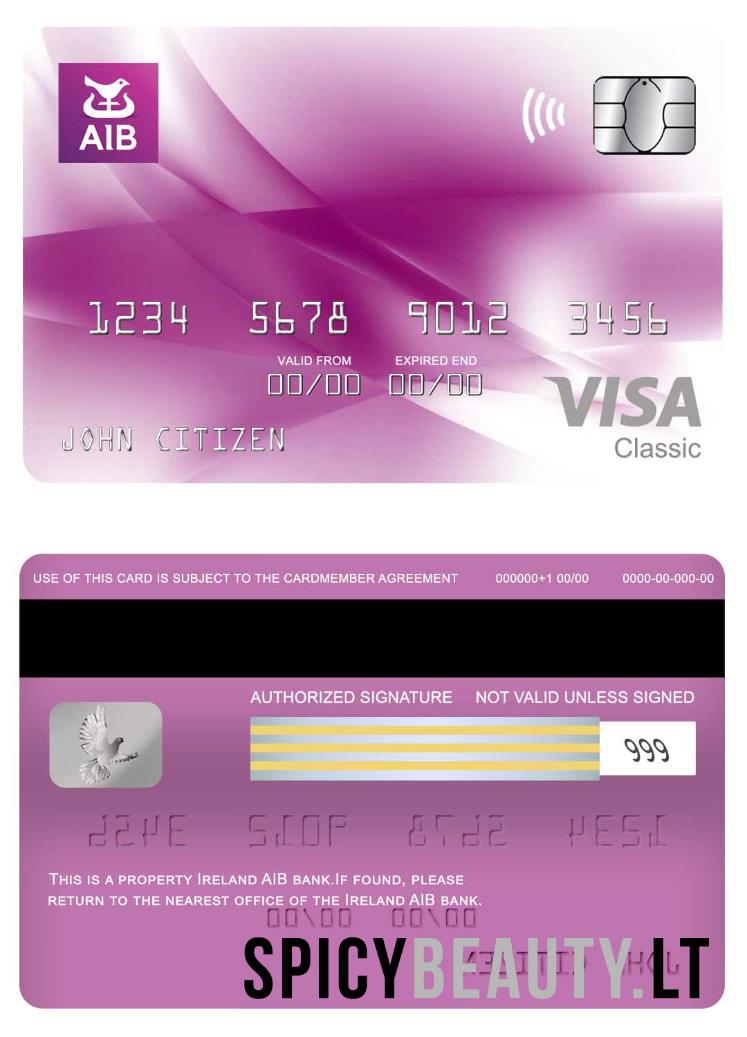 AIB
1234 5678 9012 3456
VALID FROM EXPIRED END
00/00 00/00
VISA
JOHN CITIZEN
Classic
USE OF THIS CARD IS SUBJECT TO THE CARDMEMBER AGREEMENT 000000+1 00/00 0000-00-000-00
AUTHORIZED SIGNATURE NOT VALID UNLESS SIGNED
999
THIS IS A PROPERTY IRELAND AIB BANK.IF FOUND, PLEASE
RETURN TO THE NEAREST OFFICE OF THE IRELAND AIB BANK.
SPICYBEAUTY.LT